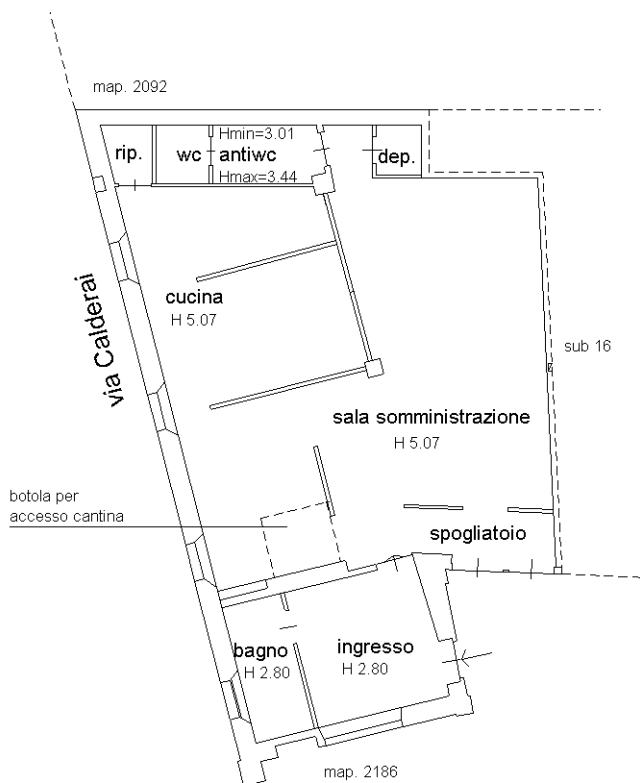 map. 2092
Hmin=3.01
rip.
wc
antiwc
dep.
Hmax=3.44
via Calderai
cucina
H 5.07
sub 16
sala somministrazione
H 5.07
botola per
accesso cantina
spogliatoio
bagno
H 2.80
ingresso
H 2.80
map. 2186